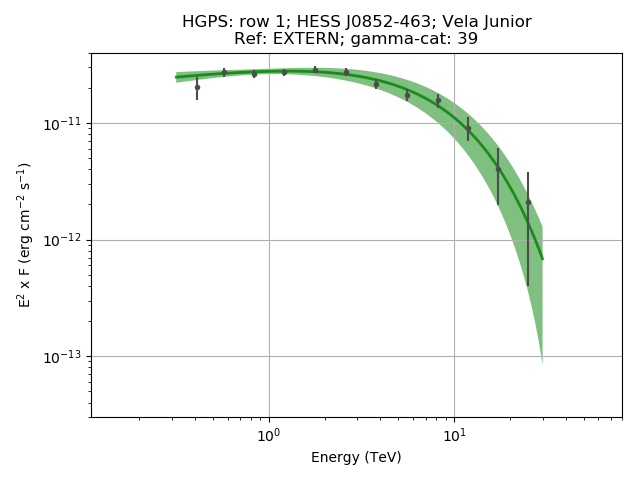 HGPS: row 1; HESS J0852-463; Vela Junior
Ref: EXTERN; gamma-cat: 39
E² x F (erg cm⁻² s⁻¹)
10⁻¹¹
10⁻¹²
10⁻¹³
10⁰ 10¹
Energy (TeV)